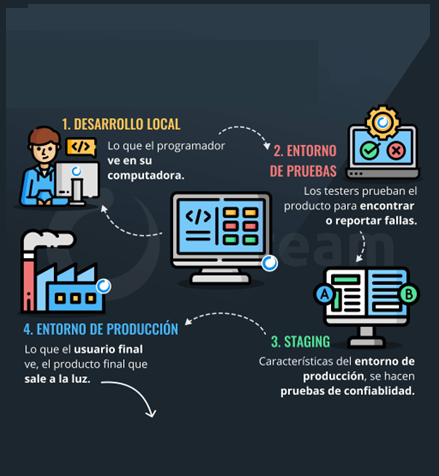 1. DESARROLLO LOCAL
</>
Lo que el programador
ve en su
computadora.
2. ENTORNO
DE PRUEBAS
Los testers prueban el
producto para encontrar
o reportar fallas.
</>
A
B
3. STAGING
Características del entorno de
producción, se hacen
pruebas de confiablidad.
4. ENTORNO DE PRODUCCIÓN
Lo que el usuario final
ve, el producto final que
sale a la luz.